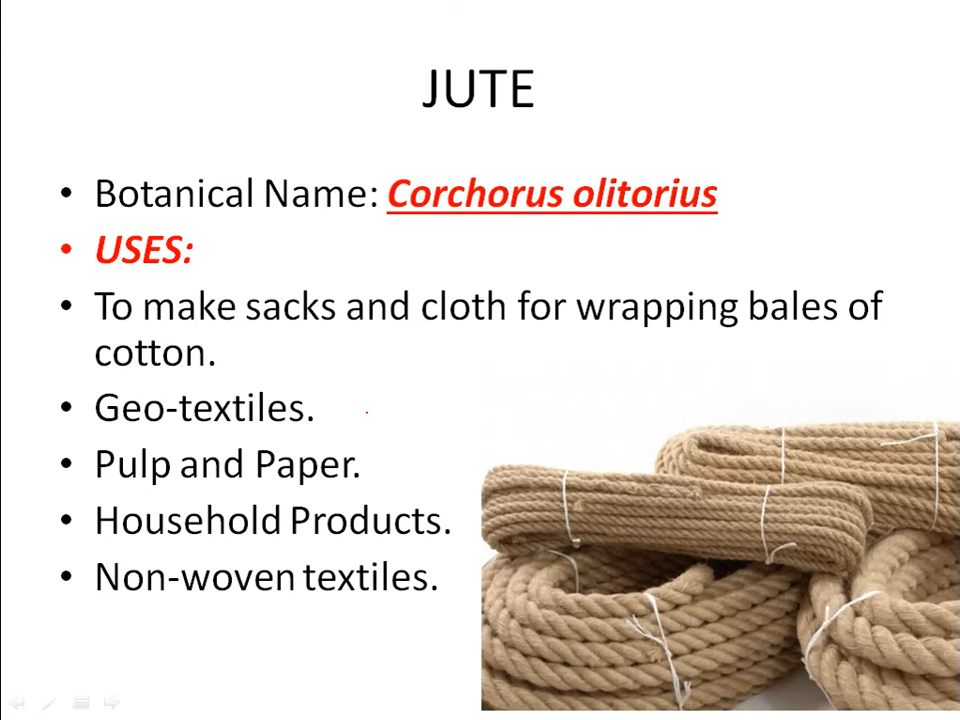 JUTE
• Botanical Name: Corchorus olitorius
• USES:
• To make sacks and cloth for wrapping bales of
cotton.
• Geo-textiles.
• Pulp and Paper.
• Household Products.
• Non-woven textiles.